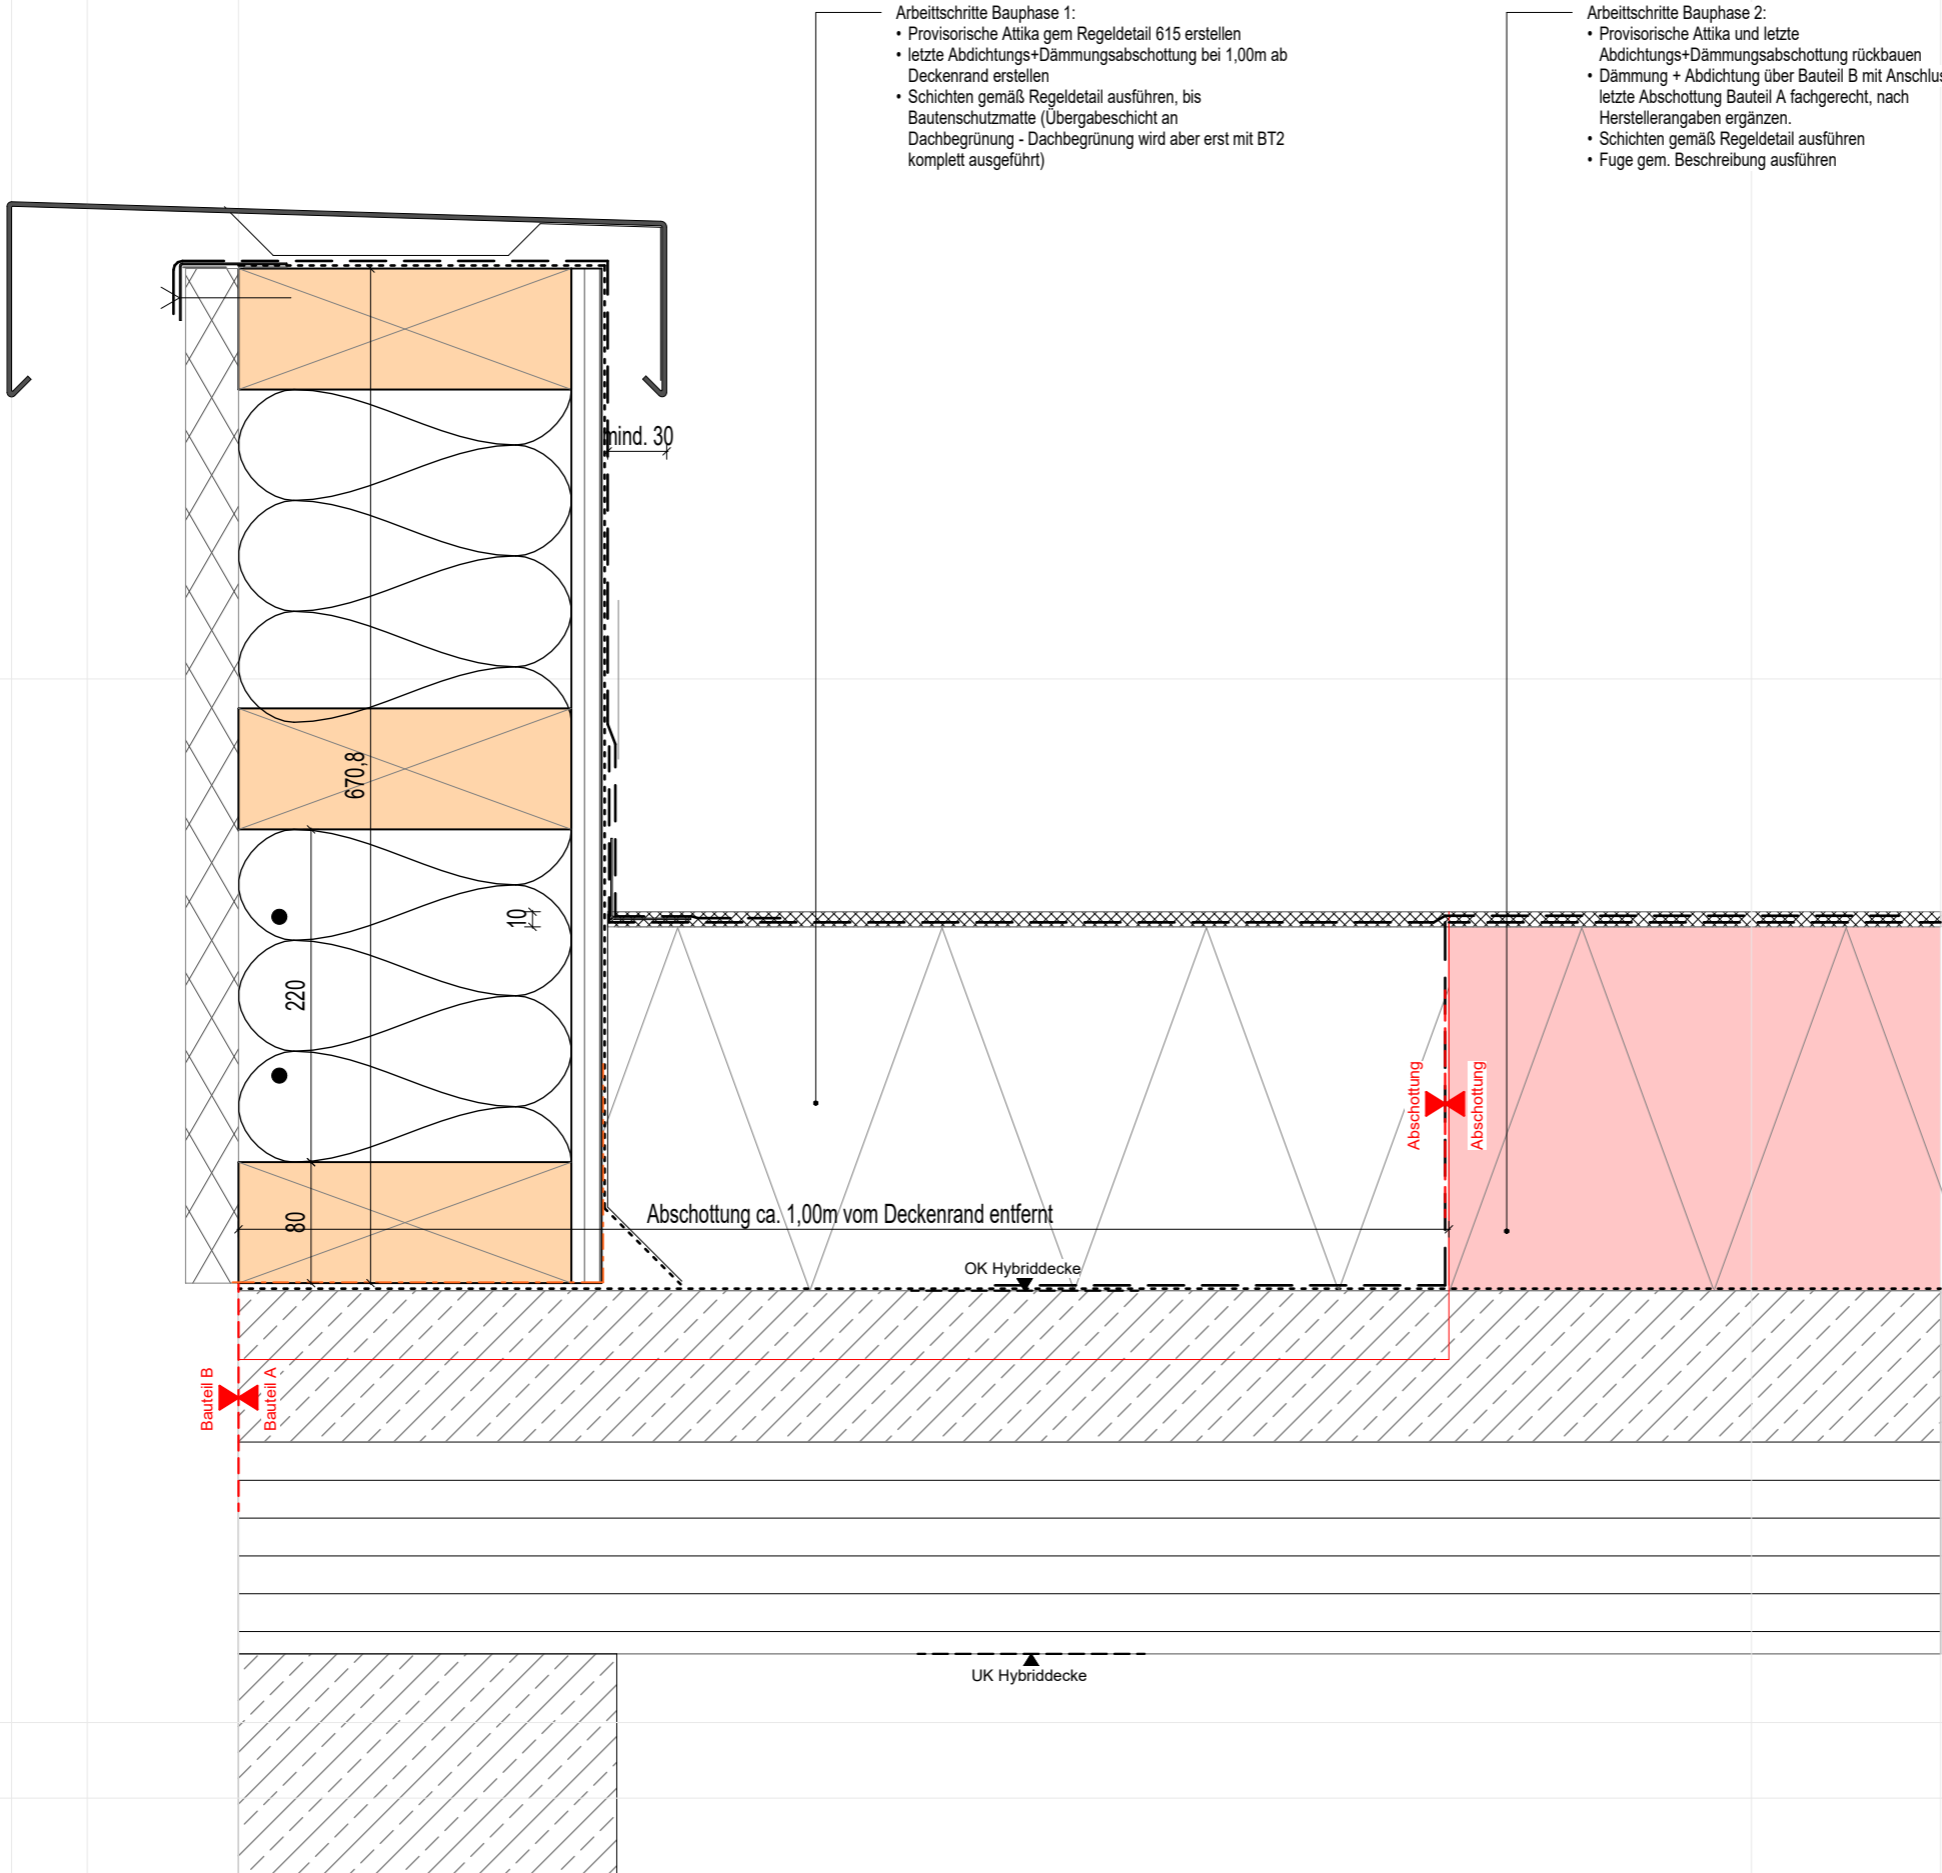 Arbeittschritte Bauphase 1:
• Provisorische Attika gem Regeldetail 615 erstellen
• letzte Abdichtungs+Dämmungsabschottung bei 1,00m ab
Deckenrand erstellen
• Schichten gemäß Regeldetail ausführen, bis
Bautenschutzmatte (Übergabeschicht an
Dachbegrünung - Dachbegrünung wird aber erst mit BT2
komplett ausgeführt)
Arbeittschritte Bauphase 2:
• Provisorische Attika und letzte
Abdichtungs+Dämmungsabschottung rückbauen
• Dämmung + Abdichtung über Bauteil B mit Anschlus
letzte Abschottung Bauteil A fachgerecht, nach
Herstellerangaben ergänzen.
• Schichten gemäß Regeldetail ausführen
• Fuge gem. Beschreibung ausführen
mind. 30
670,8
10
220
80
Abschottung
Abschottung
Abschottung ca. 1,00m vom Deckenrand entfernt
OK Hybriddecke
Bauteil B
Bauteil A
UK Hybriddecke